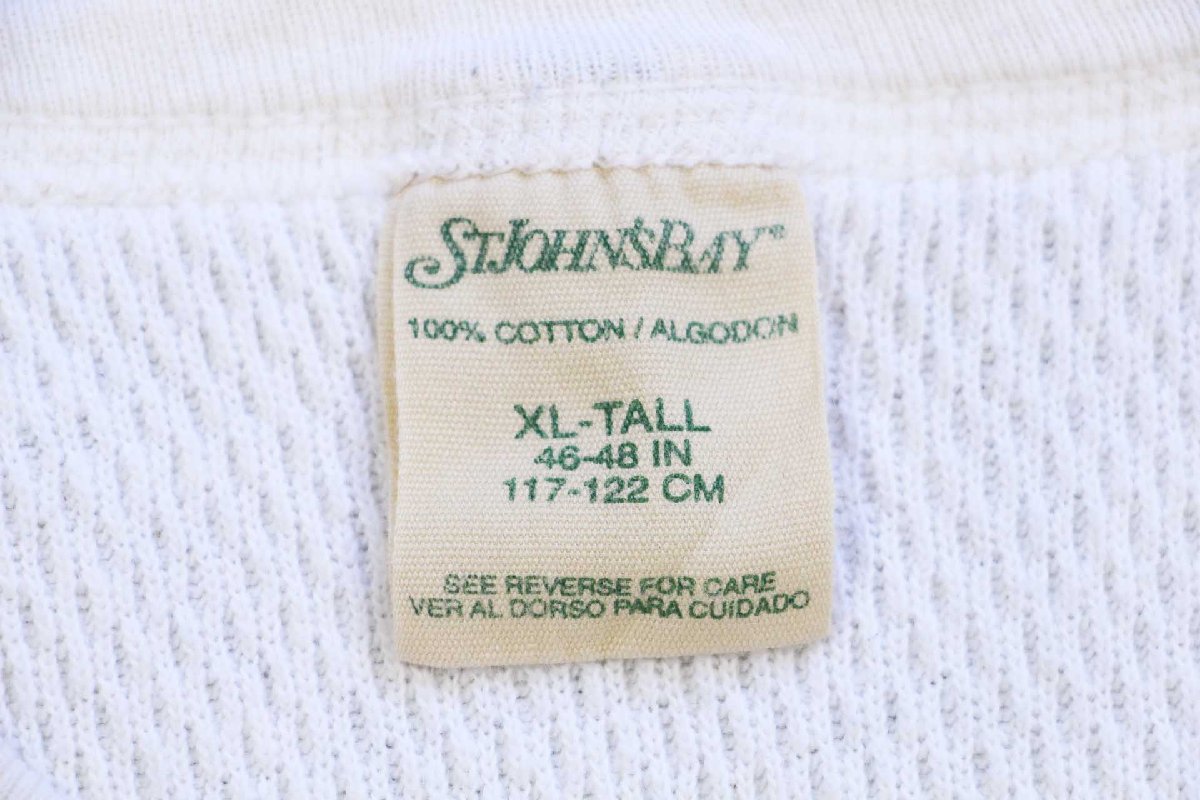 ST.JOHN'SBAY®
100% COTTON / ALGODON
XL-TALL
46-48 IN
117-122 CM
SEE REVERSE FOR CARE
VER AL DORSO PARA CUIDADO